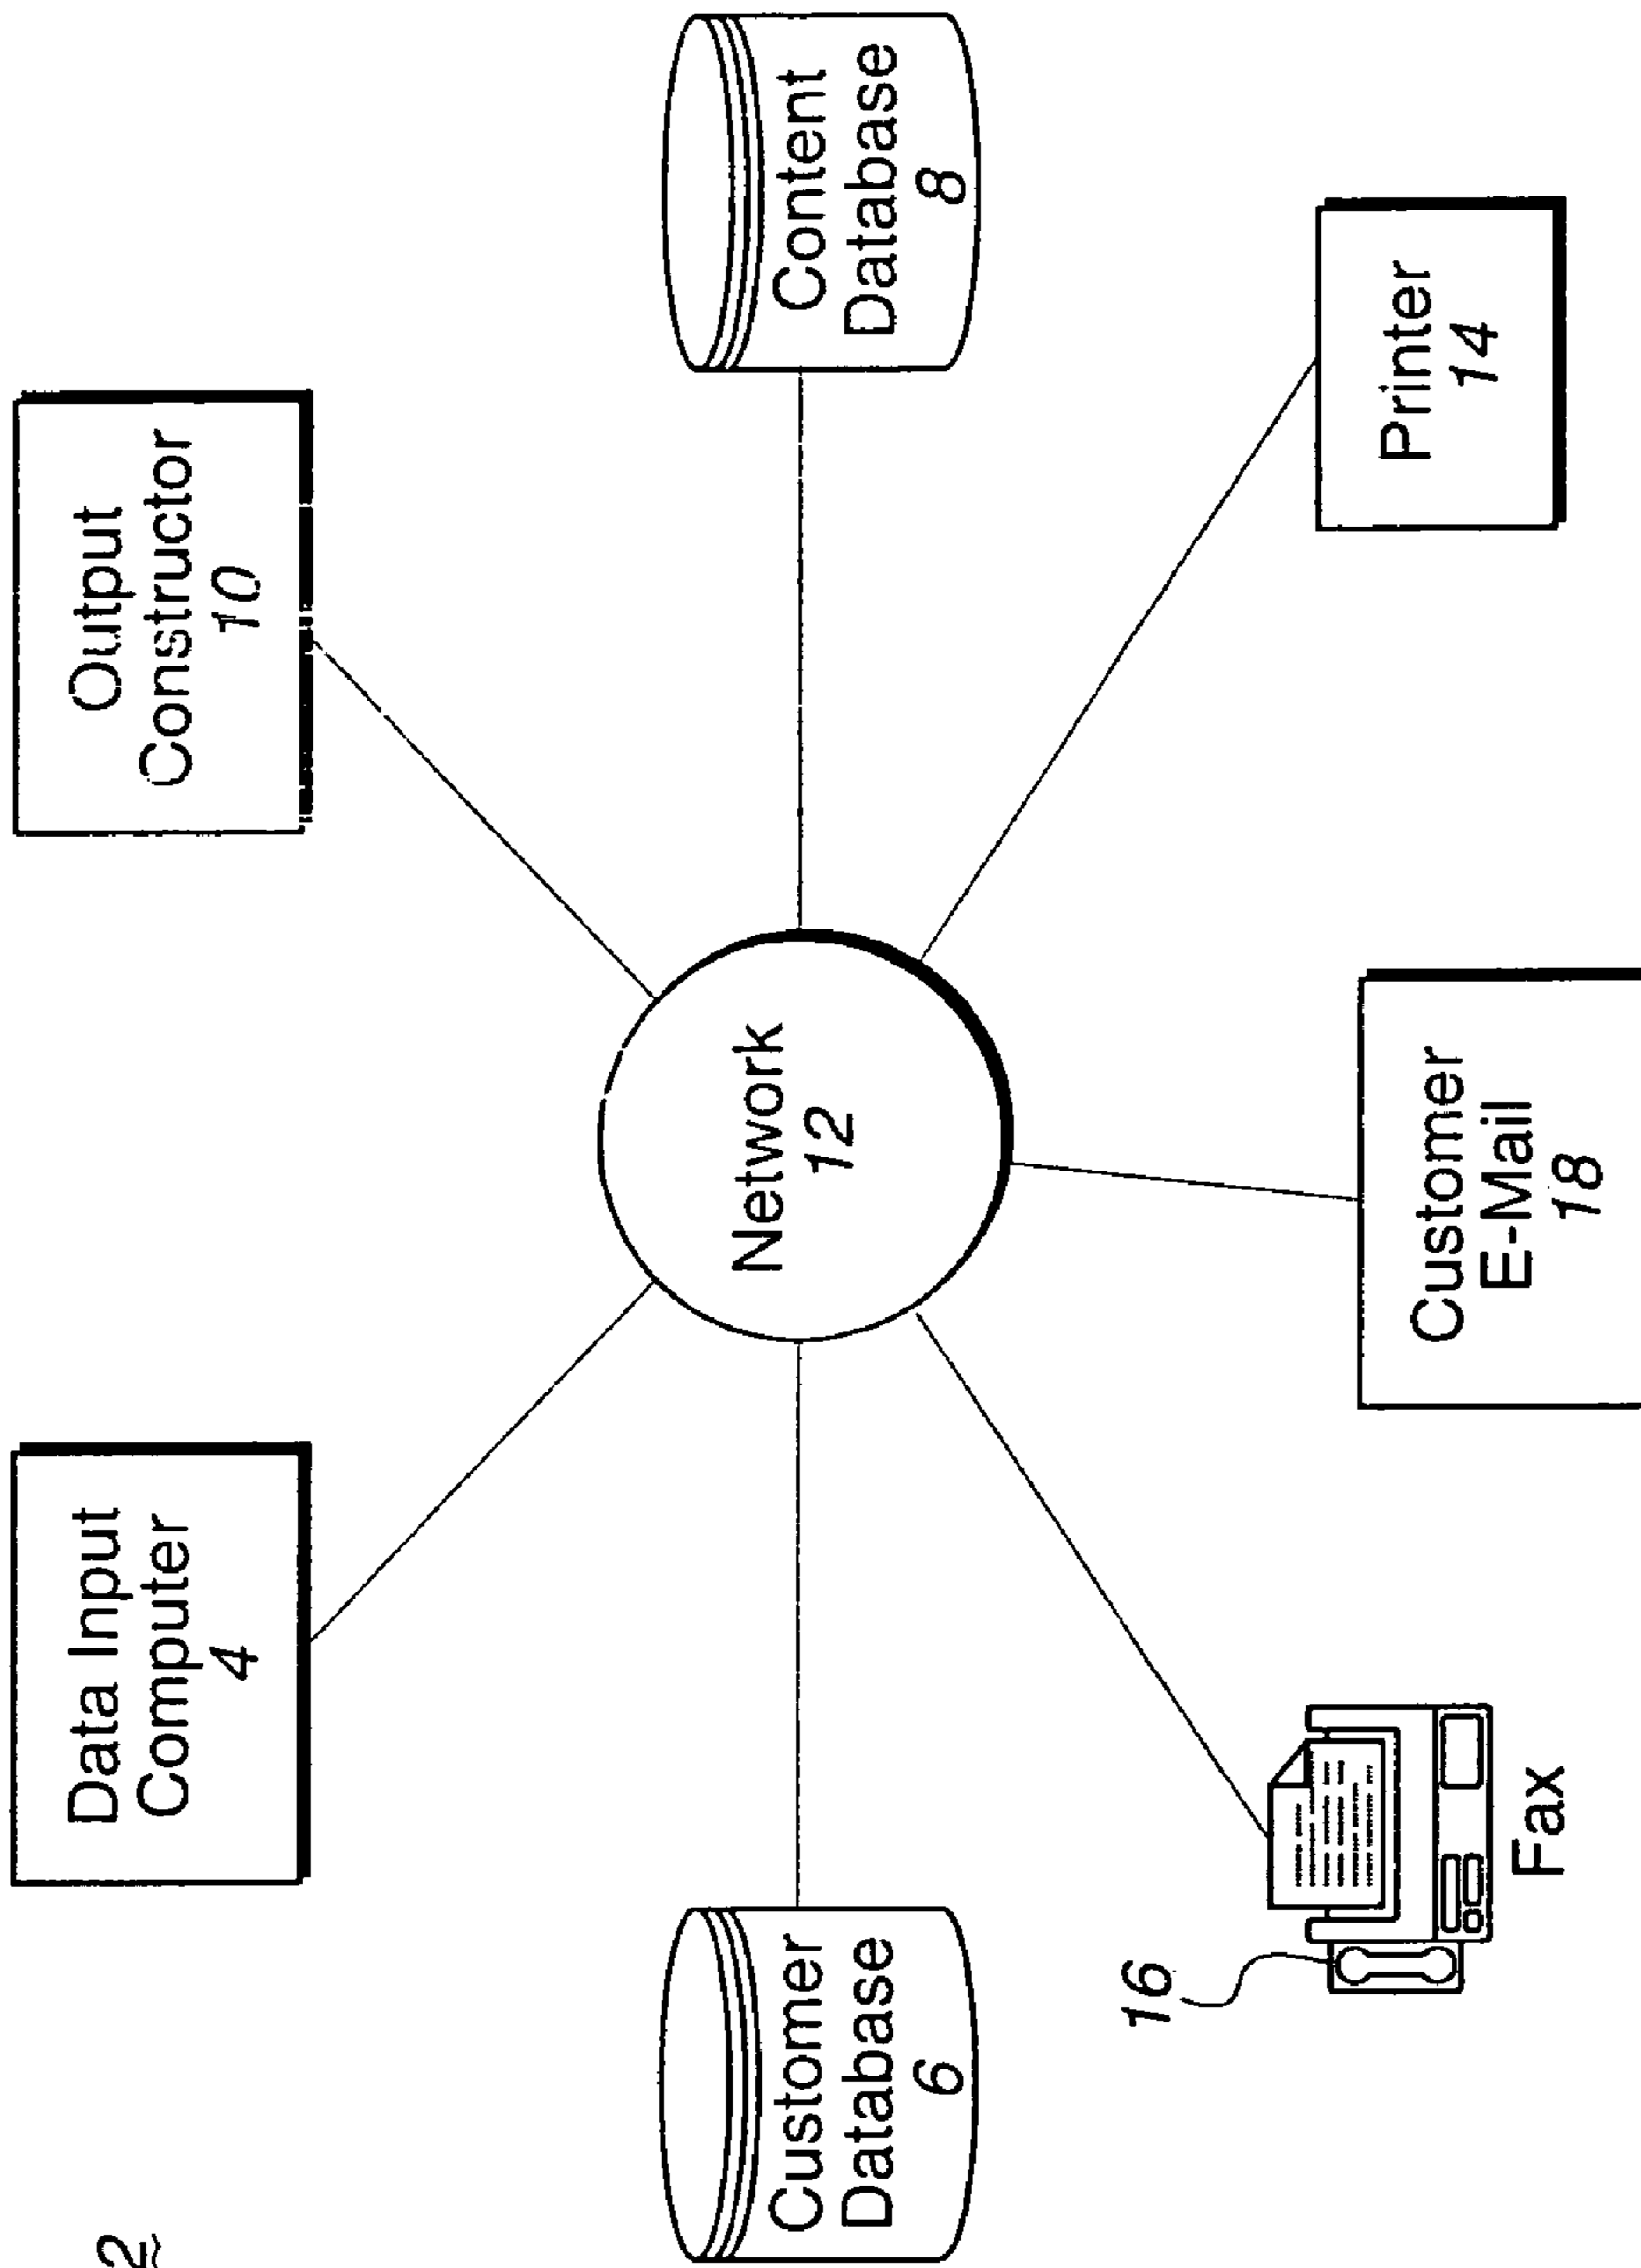 2
Data Input
Computer
4
Output
Constructor
10
Customer
Database
6
Network
12
Content
Database
8
16
Fax
Customer
E-Mail
18
Printer
14